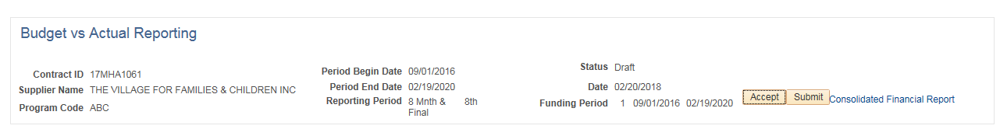 Budget vs Actual Reporting
Contract ID 17MHA1061
Supplier Name THE VILLAGE FOR FAMILIES & CHILDREN INC
Program Code ABC
Period Begin Date 09/01/2016
Period End Date 02/19/2020
Reporting Period 8 Mnth & 8th
Final
Status Draft
Date 02/20/2018
Funding Period 1 09/01/2016 02/19/2020
Accept Submit Consolidated Financial Report